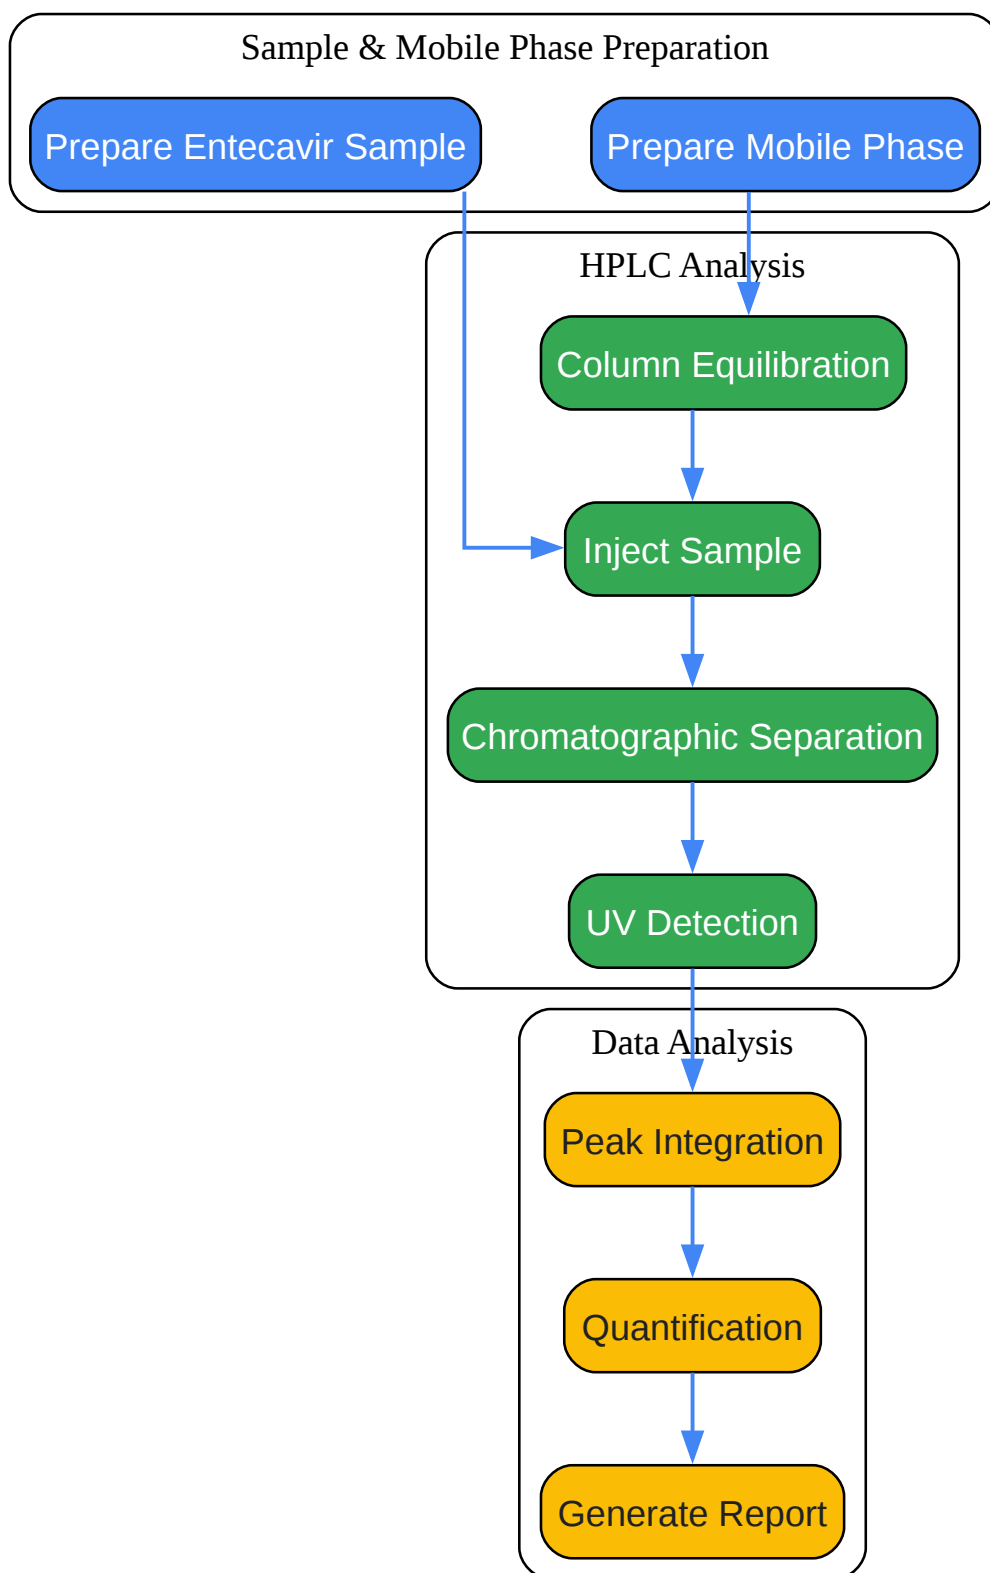 Sample & Mobile Phase Preparation
Prepare Entecavir Sample
Prepare Mobile Phase
HPLC Analysis
Column Equilibration
Inject Sample
Chromatographic Separation
UV Detection
Data Analysis
Peak Integration
Quantification
Generate Report